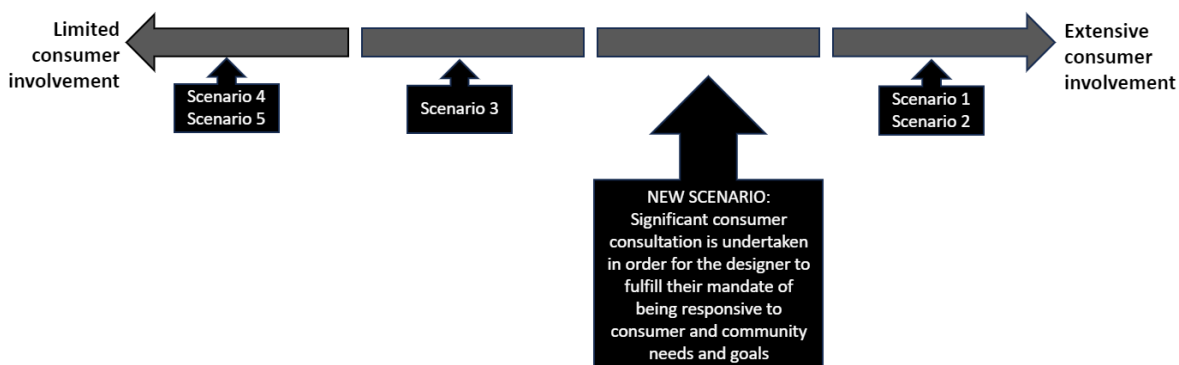 Limited
consumer
involvement
Extensive
consumer
involvement
Scenario 4
Scenario 5
Scenario 3
Scenario 1
Scenario 2
NEW SCENARIO:
Significant consumer
consultation is undertaken
in order for the designer to
fulfill their mandate of
being responsive to
consumer and community
needs and goals